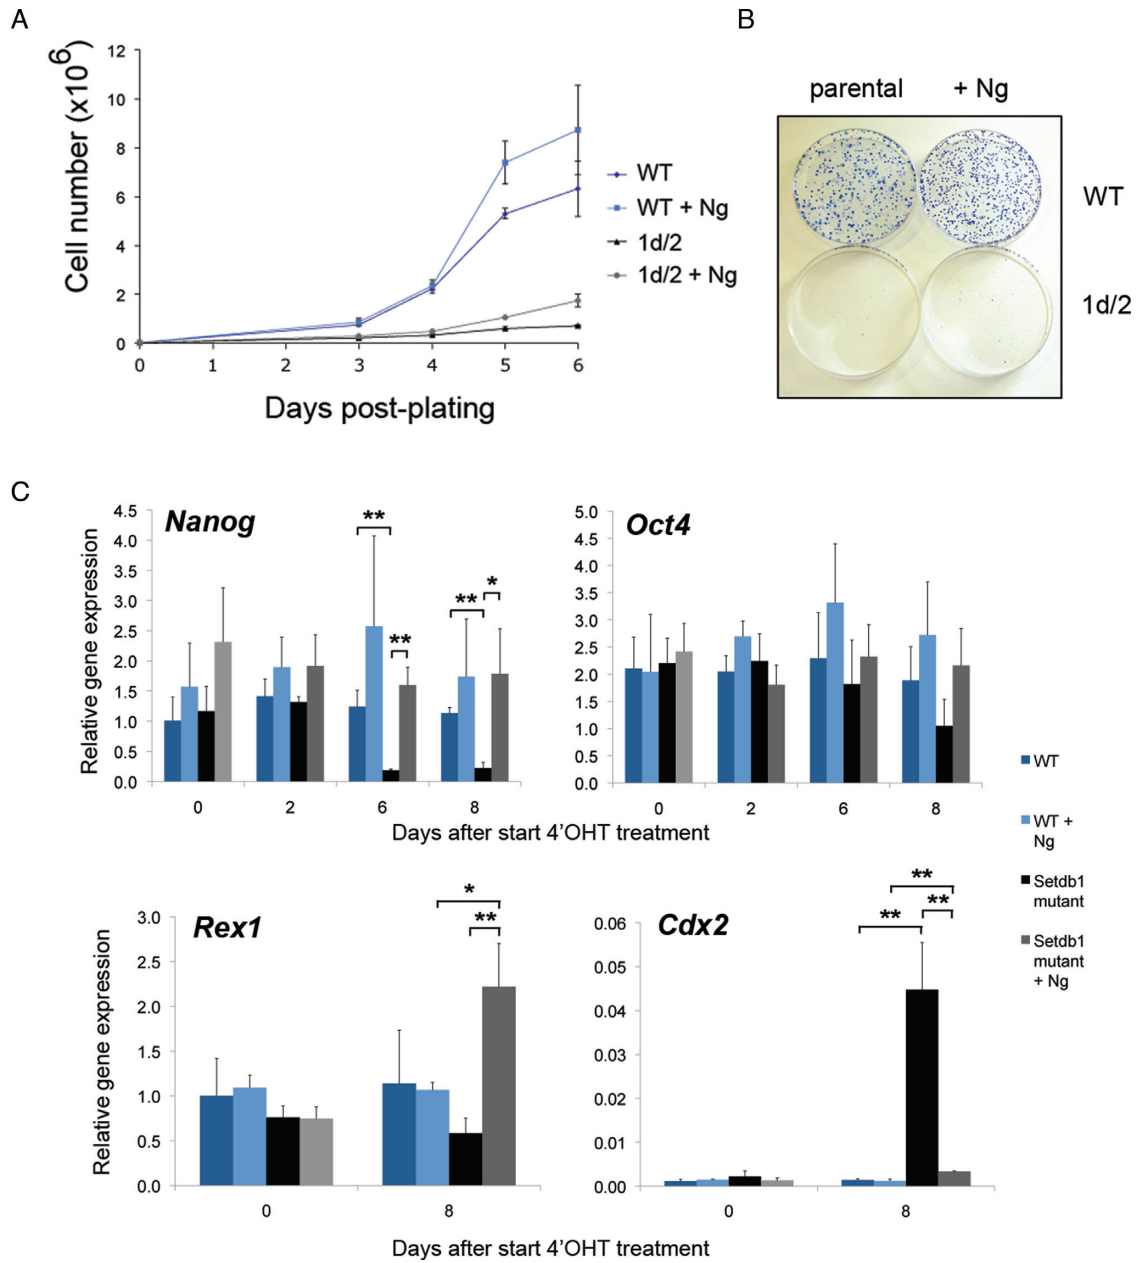 A
Cell number (x10⁶)
12
10
8
6
4
2
0
0 1 2 3 4 5 6
Days post-plating
WT
WT + Ng
1d/2
1d/2 + Ng
B
parental + Ng
WT
1d/2
C
Nanog
Relative gene expression
4.5
4.0
3.5
3.0
2.5
2.0
1.5
1.0
0.5
0.0
** ** ** *
0 2 6 8
Oct4
5.0
4.5
4.0
3.5
3.0
2.5
2.0
1.5
1.0
0.5
0.0
0 2 6 8
Days after start 4’OHT treatment
WT
WT +
Ng
Setdb1
mutant
Setdb1
mutant
+ Ng
Rex1
Relative gene expression
3.0
2.5
2.0
1.5
1.0
0.5
0.0
*
**
0 8
Cdx2
0.06
0.05
0.04
0.03
0.02
0.01
0.00
**
** **
0 8
Days after start 4’OHT treatment